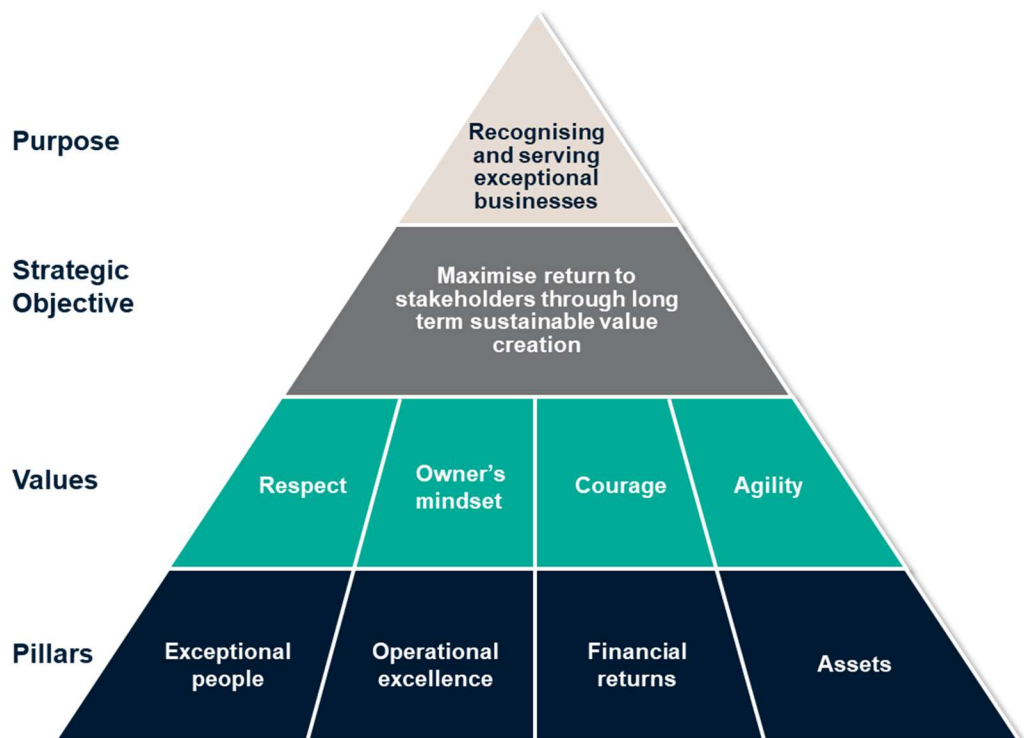 Purpose
Recognising
and serving
exceptional
businesses
Strategic
Objective
Maximise return to
stakeholders through long
term sustainable value
creation
Values
Respect
Owner's
mindset
Courage
Agility
Pillars
Exceptional
people
Operational
excellence
Financial
returns
Assets